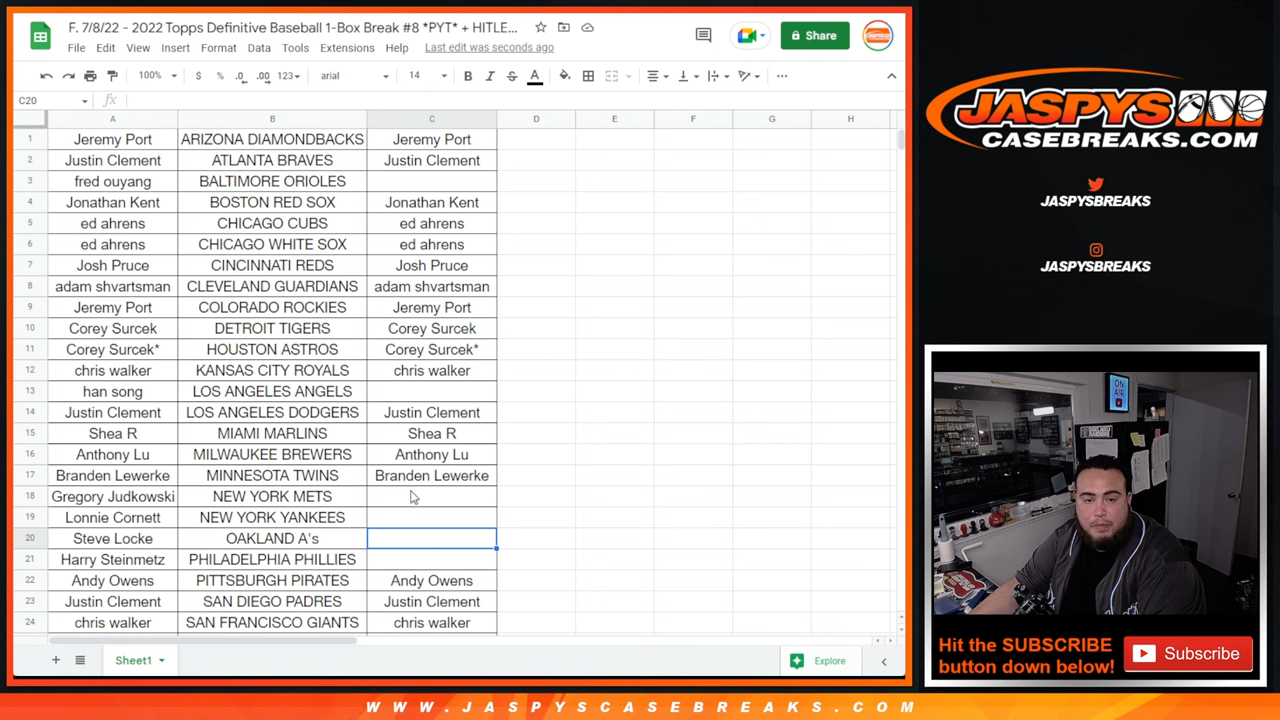 F. 7/8/22 - 2022 Topps Definitive Baseball 1-Box Break #8 *PYT* + HITLE...
File Edit View Insert Format Data Tools Extensions Help Last edit was seconds ago
Share
100% $ % .0 .00 123 arial 14 B I S A
C20 fx
A B C D E F G H
1 Jeremy Port ARIZONA DIAMONDBACKS Jeremy Port
2 Justin Clement ATLANTA BRAVES Justin Clement
3 fred ouyang BALTIMORE ORIOLES
4 Jonathan Kent BOSTON RED SOX Jonathan Kent
5 ed ahrens CHICAGO CUBS ed ahrens
6 ed ahrens CHICAGO WHITE SOX ed ahrens
7 Josh Pruce CINCINNATI REDS Josh Pruce
8 adam shvartsman CLEVELAND GUARDIANS adam shvartsman
9 Jeremy Port COLORADO ROCKIES Jeremy Port
10 Corey Surcek DETROIT TIGERS Corey Surcek
11 Corey Surcek* HOUSTON ASTROS Corey Surcek*
12 chris walker KANSAS CITY ROYALS chris walker
13 han song LOS ANGELES ANGELS
14 Justin Clement LOS ANGELES DODGERS Justin Clement
15 Shea R MIAMI MARLINS Shea R
16 Anthony Lu MILWAUKEE BREWERS Anthony Lu
17 Branden Lewerke MINNESOTA TWINS Branden Lewerke
18 Gregory Judkowski NEW YORK METS
19 Lonnie Cornett NEW YORK YANKEES
20 Steve Locke OAKLAND A's
21 Harry Steinmetz PHILADELPHIA PHILLIES
22 Andy Owens PITTSBURGH PIRATES Andy Owens
23 Justin Clement SAN DIEGO PADRES Justin Clement
24 chris walker SAN FRANCISCO GIANTS chris walker
Sheet1
Explore
JASPYS
CASEBREAKS.COM
JASPYSBREAKS
JASPYSBREAKS
ON AIR
Hit the SUBSCRIBE
button down below!
Subscribe
WWW.JASPYSCASEBREAKS.COM